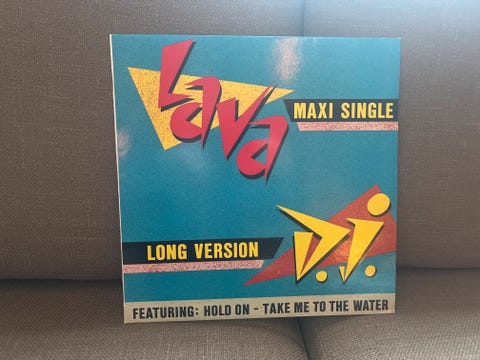 Lava
MAXI SINGLE
D.J.
LONG VERSION
FEATURING: HOLD ON - TAKE ME TO THE WATER